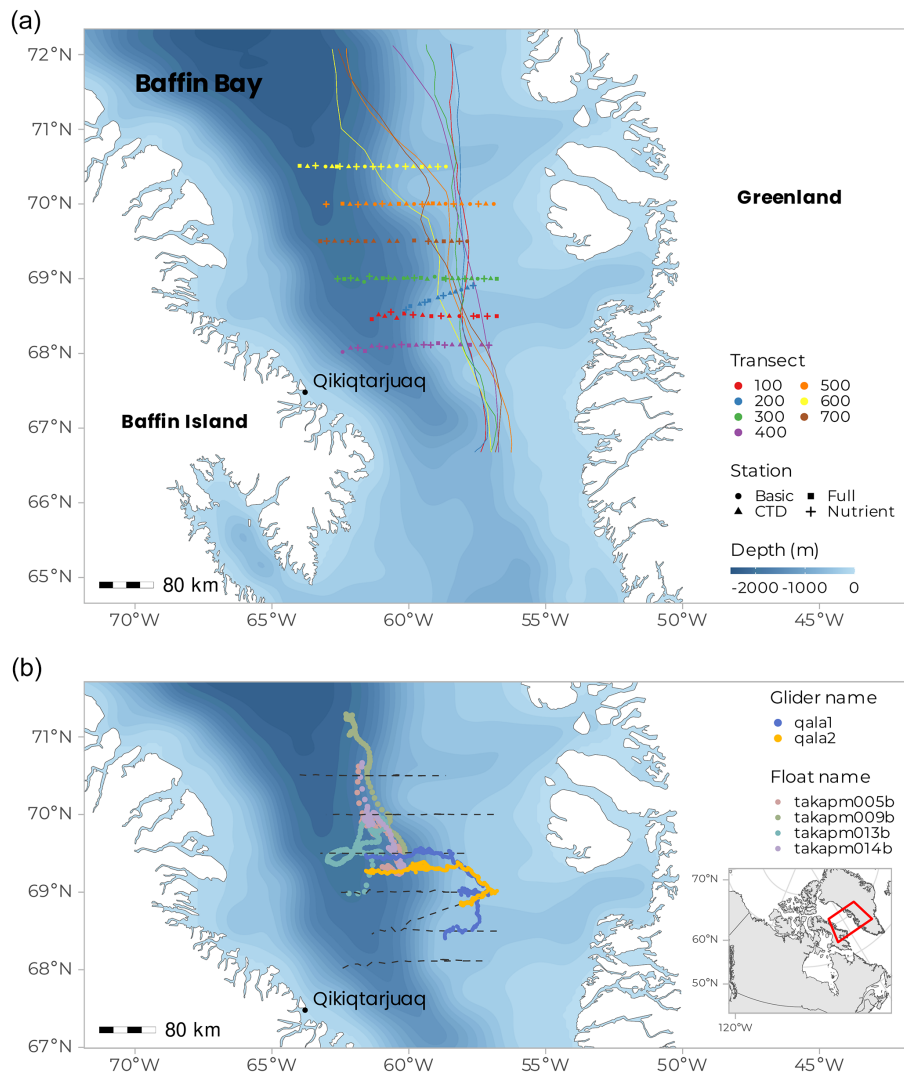 (a)
72°N
Baffin Bay
71°N
70°N
Greenland
69°N
68°N
Qikiqtarjuaq
Baffin Island
67°N
66°N
65°N
80 km
Transect
100 500
200 600
300 700
400
Station
Basic Full
CTD Nutrient
Depth (m)
-2000 -1000 0
70°W 65°W 60°W 55°W 50°W 45°W
(b)
Glider name
qala1
qala2
Float name
takapm005b
takapm009b
takapm013b
takapm014b
71°N
70°N
69°N
68°N
67°N
Qikiqtarjuaq
80 km
70°N
60°N
50°N
120°W
70°W 65°W 60°W 55°W 50°W 45°W